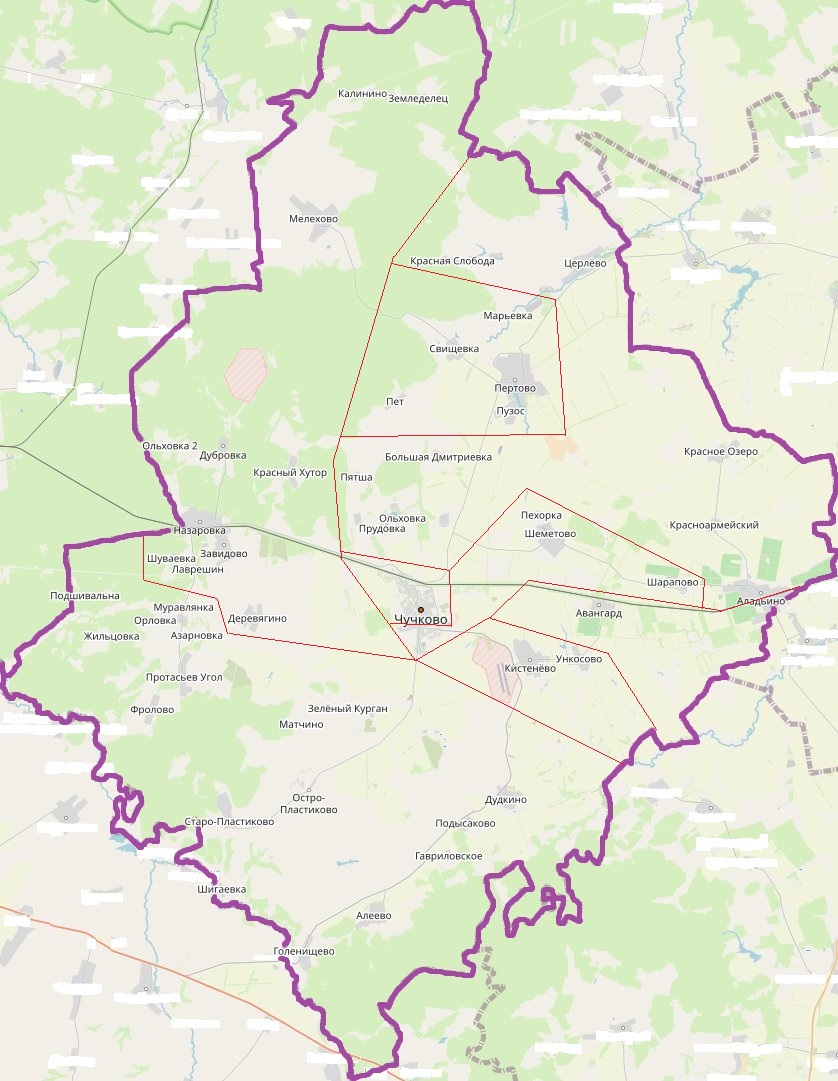 Калинино
Земледелец
Мелехово
Красная Слобода
Церлёво
Марьевка
Свищевка
Пертово
Пет
Пузос
Ольховка 2
Дубровка
Большая Дмитриевка
Красное Озеро
Красный Хутор
Пятша
Ольховка
Прудовка
Пехорка
Шеметово
Красноармейский
Назаровка
Завидово
Шуваевка
Лаврешин
Шарапово
Подшивальна
Аладьино
Муравлянка
Орловка
Деревягино
Чучково
Авангард
Жильцовка
Азарновка
Ункосово
Кистенёво
Протасьев Угол
Фролово
Зелёный Курган
Матчино
Остро-
Пластиково
Дудкино
Старо-Пластиково
Подысаково
Гавриловское
Шигаевка
Алеево
Голенищево